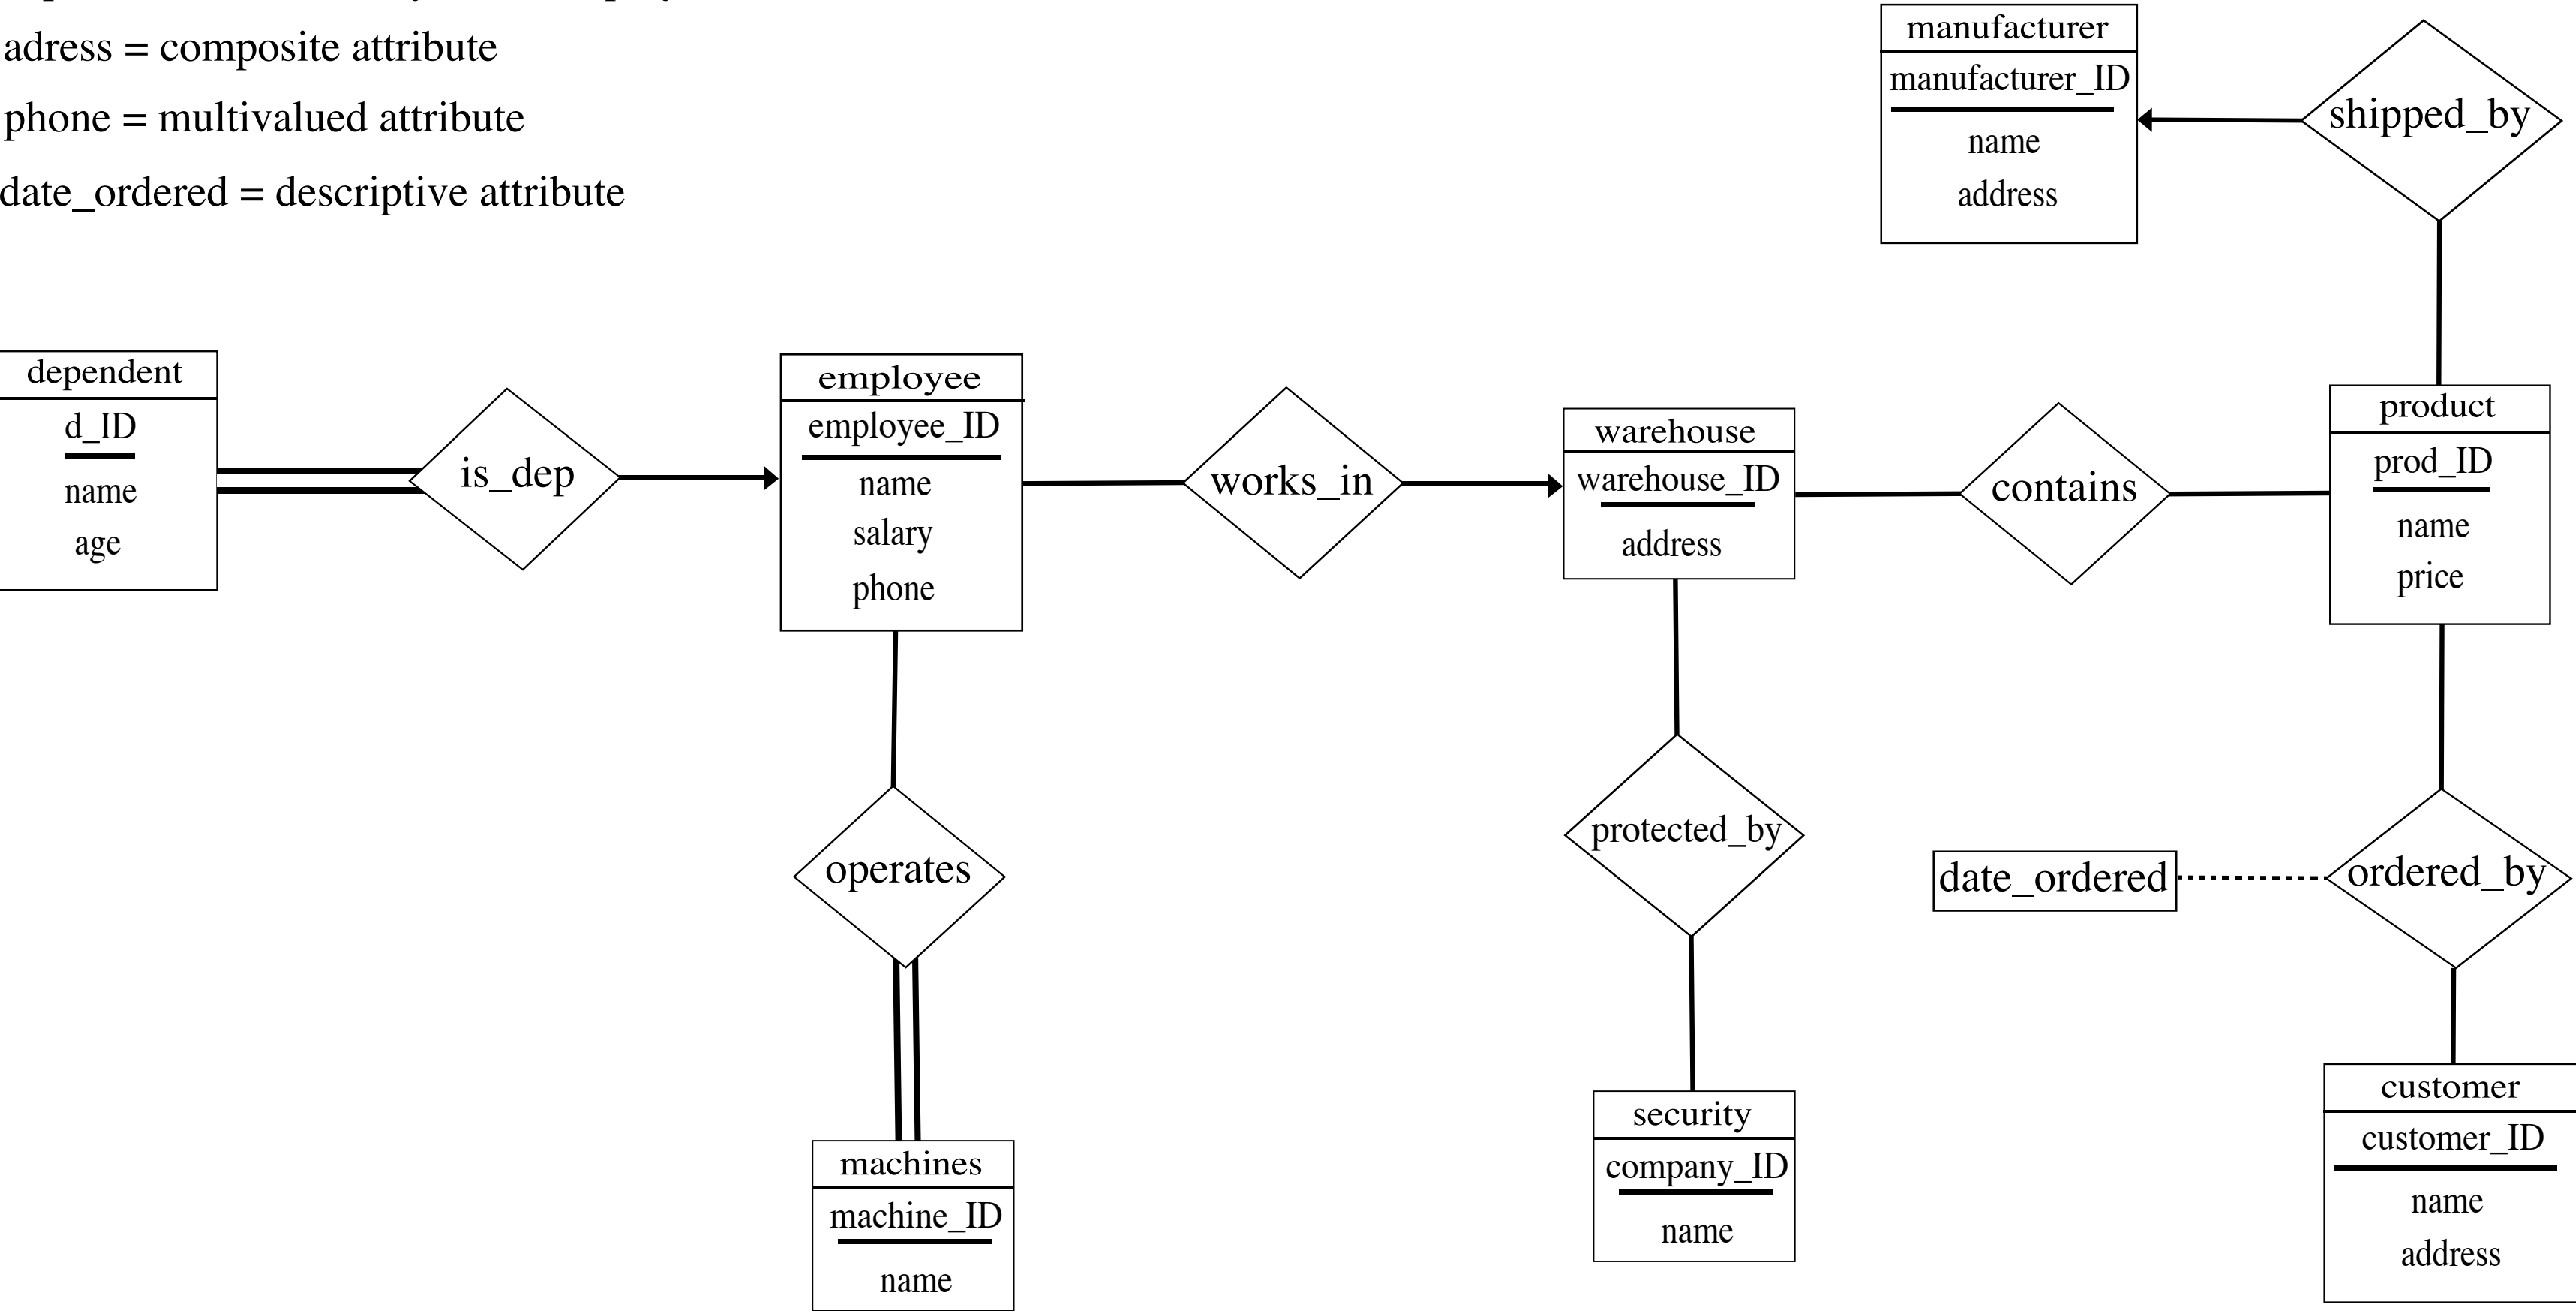 adress = composite attribute
phone = multivalued attribute
date_ordered = descriptive attribute
manufacturer
manufacturer_ID
name
address
shipped_by
dependent
d_ID
name
age
is_dep
employee
employee_ID
name
salary
phone
works_in
warehouse
warehouse_ID
address
contains
product
prod_ID
name
price
operates
protected_by
date_ordered
ordered_by
machines
machine_ID
name
security
company_ID
name
customer
customer_ID
name
address